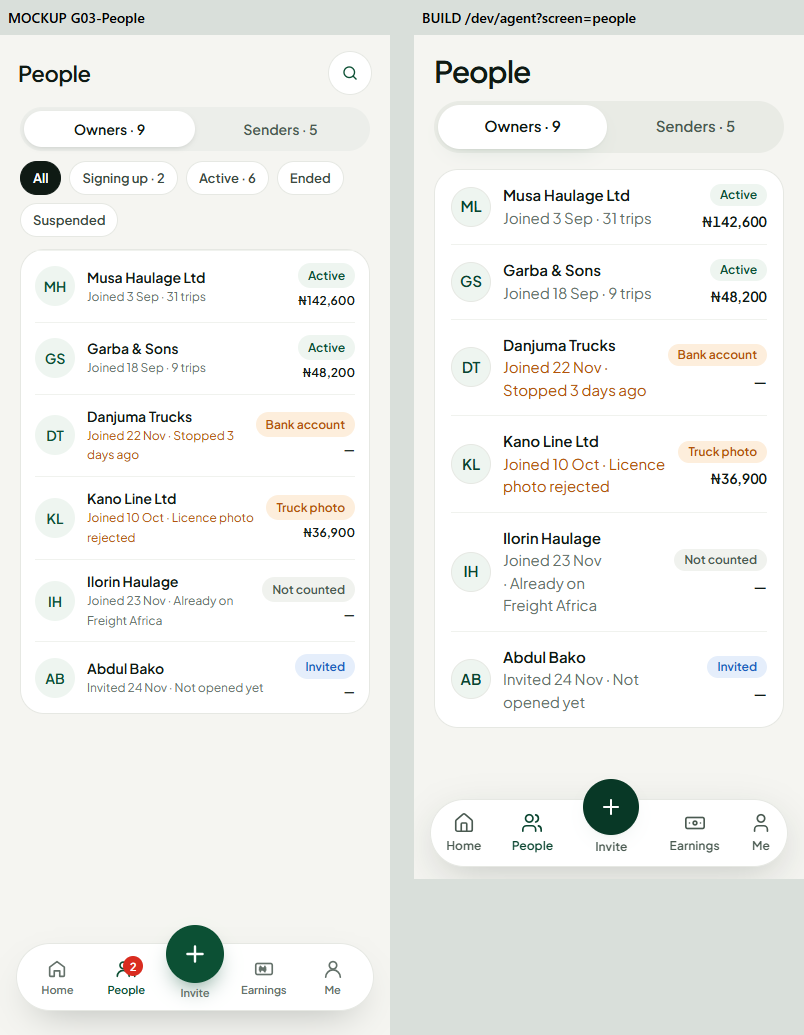 MOCKUP G03-People
People
Owners · 9
Senders · 5
All
Signing up · 2
Active · 6
Ended
Suspended
MH
Musa Haulage Ltd
Joined 3 Sep · 31 trips
Active
₦142,600
GS
Garba & Sons
Joined 18 Sep · 9 trips
Active
₦48,200
DT
Danjuma Trucks
Joined 22 Nov · Stopped 3
days ago
Bank account
—
KL
Kano Line Ltd
Joined 10 Oct · Licence photo
rejected
Truck photo
₦36,900
IH
Ilorin Haulage
Joined 23 Nov · Already on
Freight Africa
Not counted
—
AB
Abdul Bako
Invited 24 Nov · Not opened yet
Invited
—
Home
2
People
Invite
Earnings
Me
BUILD /dev/agent?screen=people
People
Owners · 9
Senders · 5
ML
Musa Haulage Ltd
Joined 3 Sep · 31 trips
Active
₦142,600
GS
Garba & Sons
Joined 18 Sep · 9 trips
Active
₦48,200
DT
Danjuma Trucks
Joined 22 Nov ·
Stopped 3 days ago
Bank account
—
KL
Kano Line Ltd
Joined 10 Oct · Licence
photo rejected
Truck photo
₦36,900
IH
Ilorin Haulage
Joined 23 Nov
· Already on
Freight Africa
Not counted
—
AB
Abdul Bako
Invited 24 Nov · Not
opened yet
Invited
—
Home
People
Invite
Earnings
Me